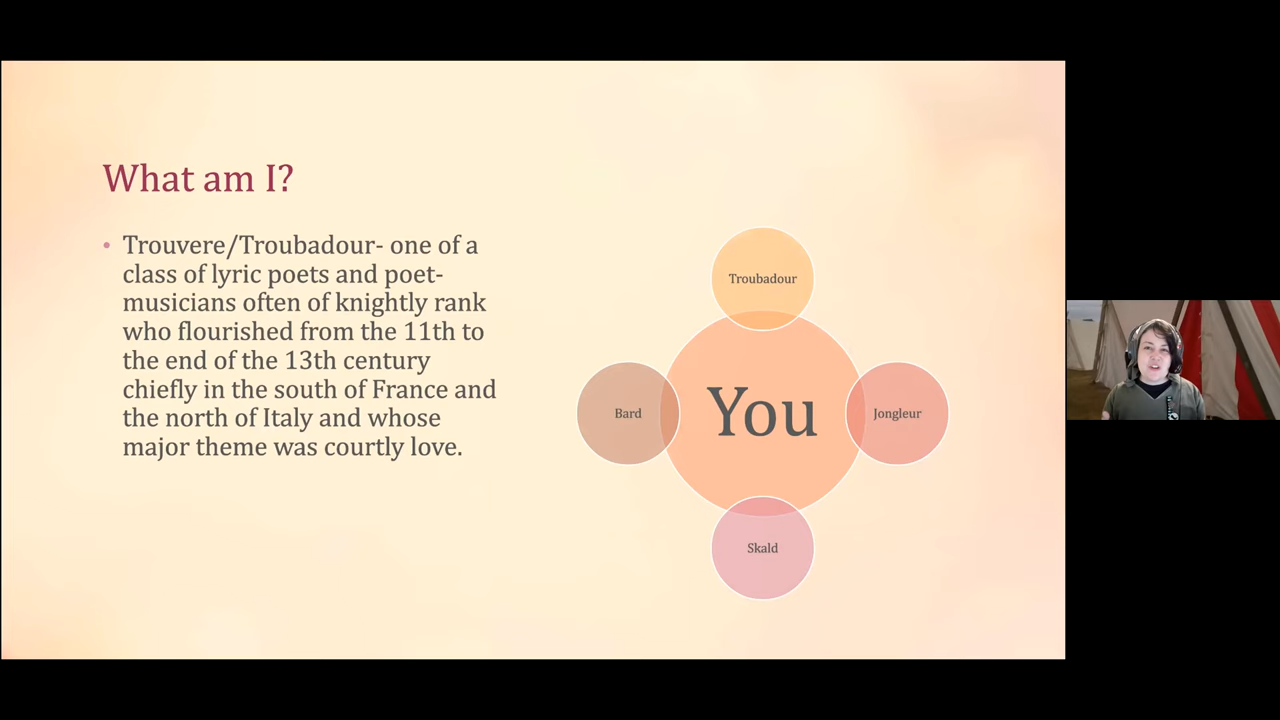 What am I?
• Trouvere/Troubadour- one of a
class of lyric poets and poet-
musicians often of knightly rank
who flourished from the 11th to
the end of the 13th century
chiefly in the south of France and
the north of Italy and whose
major theme was courtly love.
Troubadour
Bard
You
Jongleur
Skald